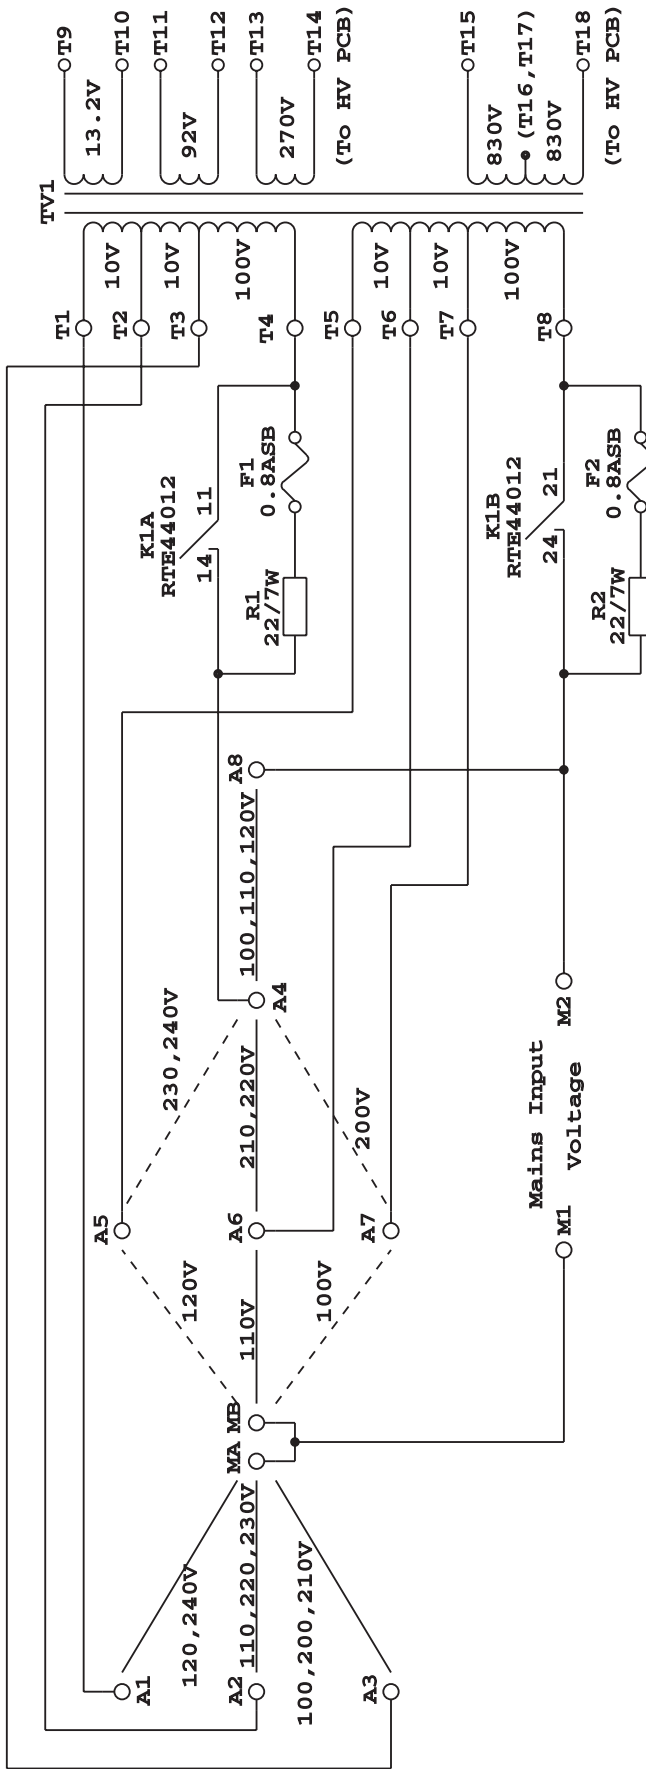 T9
T10
T11
T12
T13
T14
(To HV PCB)
T15
(T16,T17)
T18
(To HV PCB)
13.2V
92V
270V
830V
830V
TV1
10V
10V
100V
10V
10V
100V
T1
T2
T3
T4
T5
T6
T7
T8
K1A
RTE44012
11
14
F1
0.8ASB
R1
22/7W
K1B
RTE44012
21
24
F2
0.8ASB
R2
22/7W
A8
100,110,120V
A4
230,240V
210,220V
200V
A5
A6
A7
120V
110V
100V
M2
Mains Input
Voltage
M1
MA MB
120,240V
110,220,230V
100,200,210V
A1
A2
A3